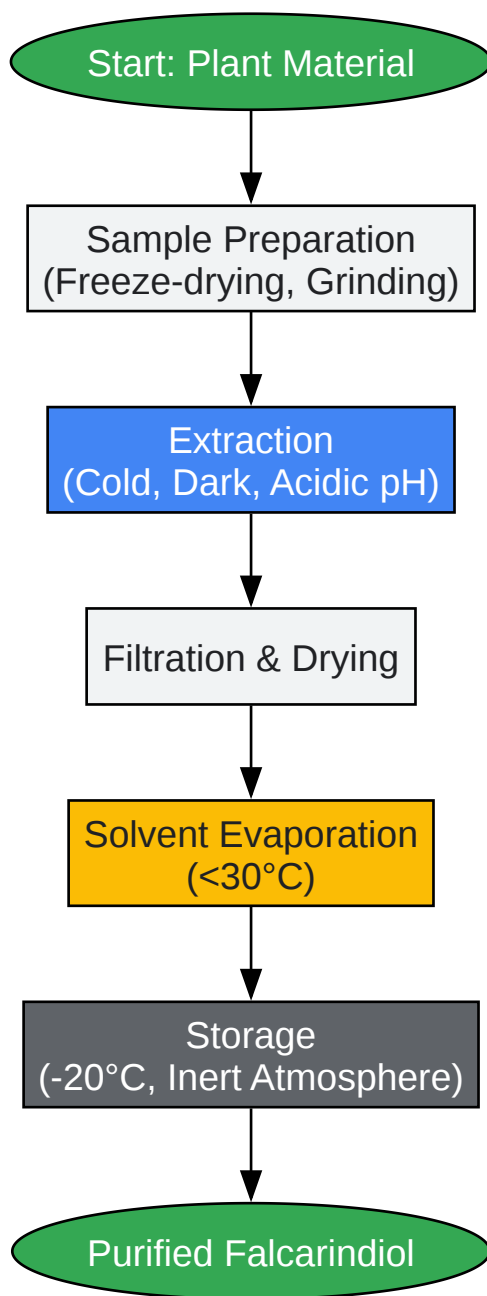 Start: Plant Material
Sample Preparation
(Freeze-drying, Grinding)
Extraction
(Cold, Dark, Acidic pH)
Filtration & Drying
Solvent Evaporation
(<30°C)
Storage
(-20°C, Inert Atmosphere)
Purified Falcarindiol